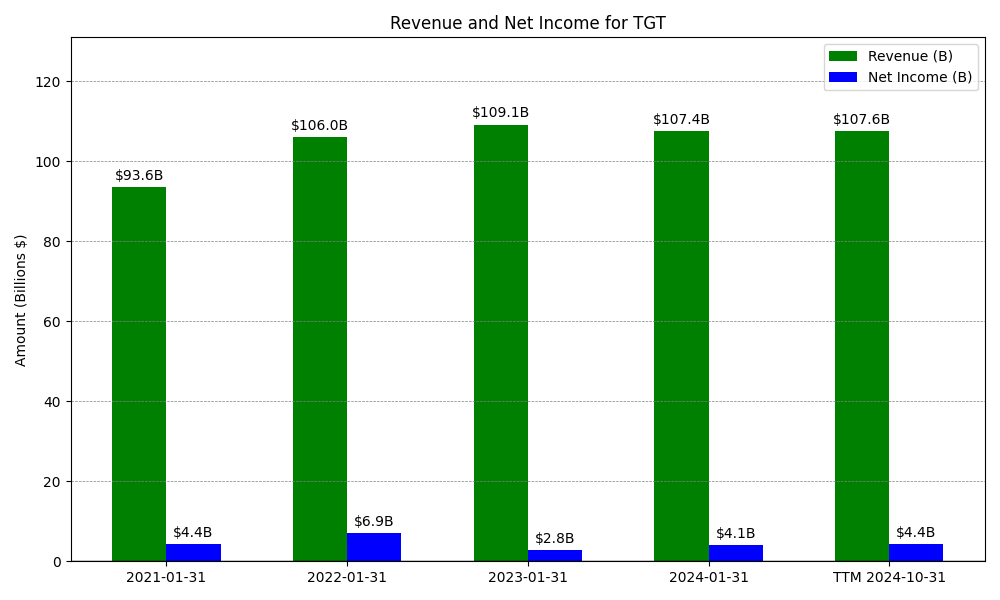 Revenue and Net Income for TGT
Revenue (B)
Net Income (B)
Amount (Billions $)
120
100
80
60
40
20
0
$93.6B
$106.0B
$109.1B
$107.4B
$107.6B
$4.4B
$6.9B
$2.8B
$4.1B
$4.4B
2021-01-31
2022-01-31
2023-01-31
2024-01-31
TTM 2024-10-31